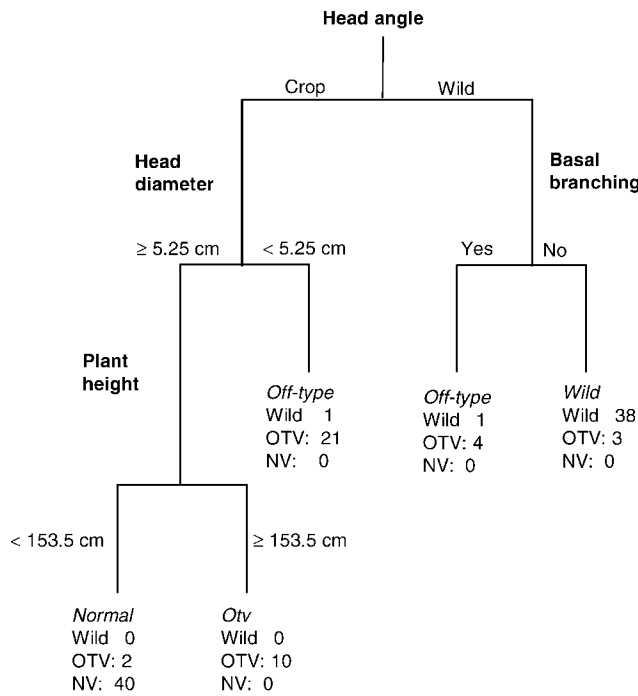 Head angle
Crop
Wild
Head
diameter
Basal
branching
≥ 5.25 cm
< 5.25 cm
Yes
No
Plant
height
Off-type
Wild 1
OTV: 21
NV: 0
Off-type
Wild 1
OTV: 4
NV: 0
Wild
Wild 38
OTV: 3
NV: 0
< 153.5 cm
≥ 153.5 cm
Normal
Wild 0
OTV: 2
NV: 40
Otv
Wild 0
OTV: 10
NV: 0